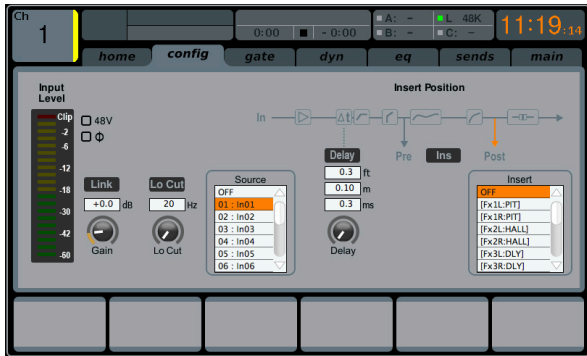 Ch
1
0:00 - 0:00
A: - L 48K
B: - C: -
11:19:14
home config gate dyn eq sends main
Input
Level
Insert Position
Clip
-2
-6
-12
-18
-30
-42
-60
48V
Φ
In
Δt
Delay
Pre
Ins
Post
0.3 ft
0.10 m
0.3 ms
Delay
Link
+0.0 dB
Gain
Lo Cut
20 Hz
Lo Cut
Source
OFF
01 : In01
02 : In02
03 : In03
04 : In04
05 : In05
06 : In06
Insert
OFF
[Fx1L:PIT]
[Fx1R:PIT]
[Fx2L:HALL]
[Fx2R:HALL]
[Fx3L:DLY]
[Fx3R:DLY]